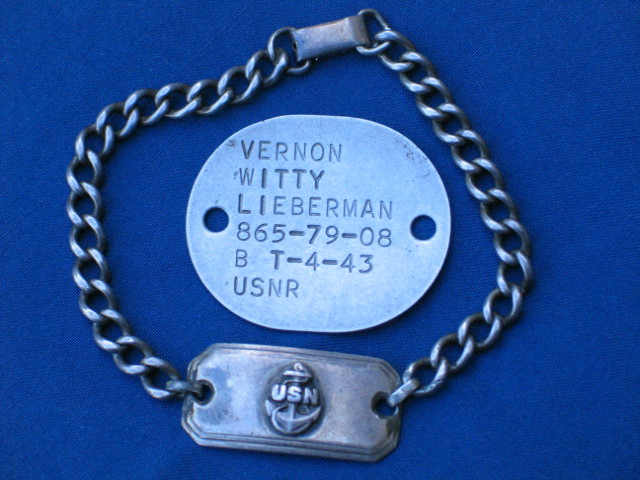 VERNON
WITTY
LIEBERMAN
865-79-08
B T-4-43
USNR
USN